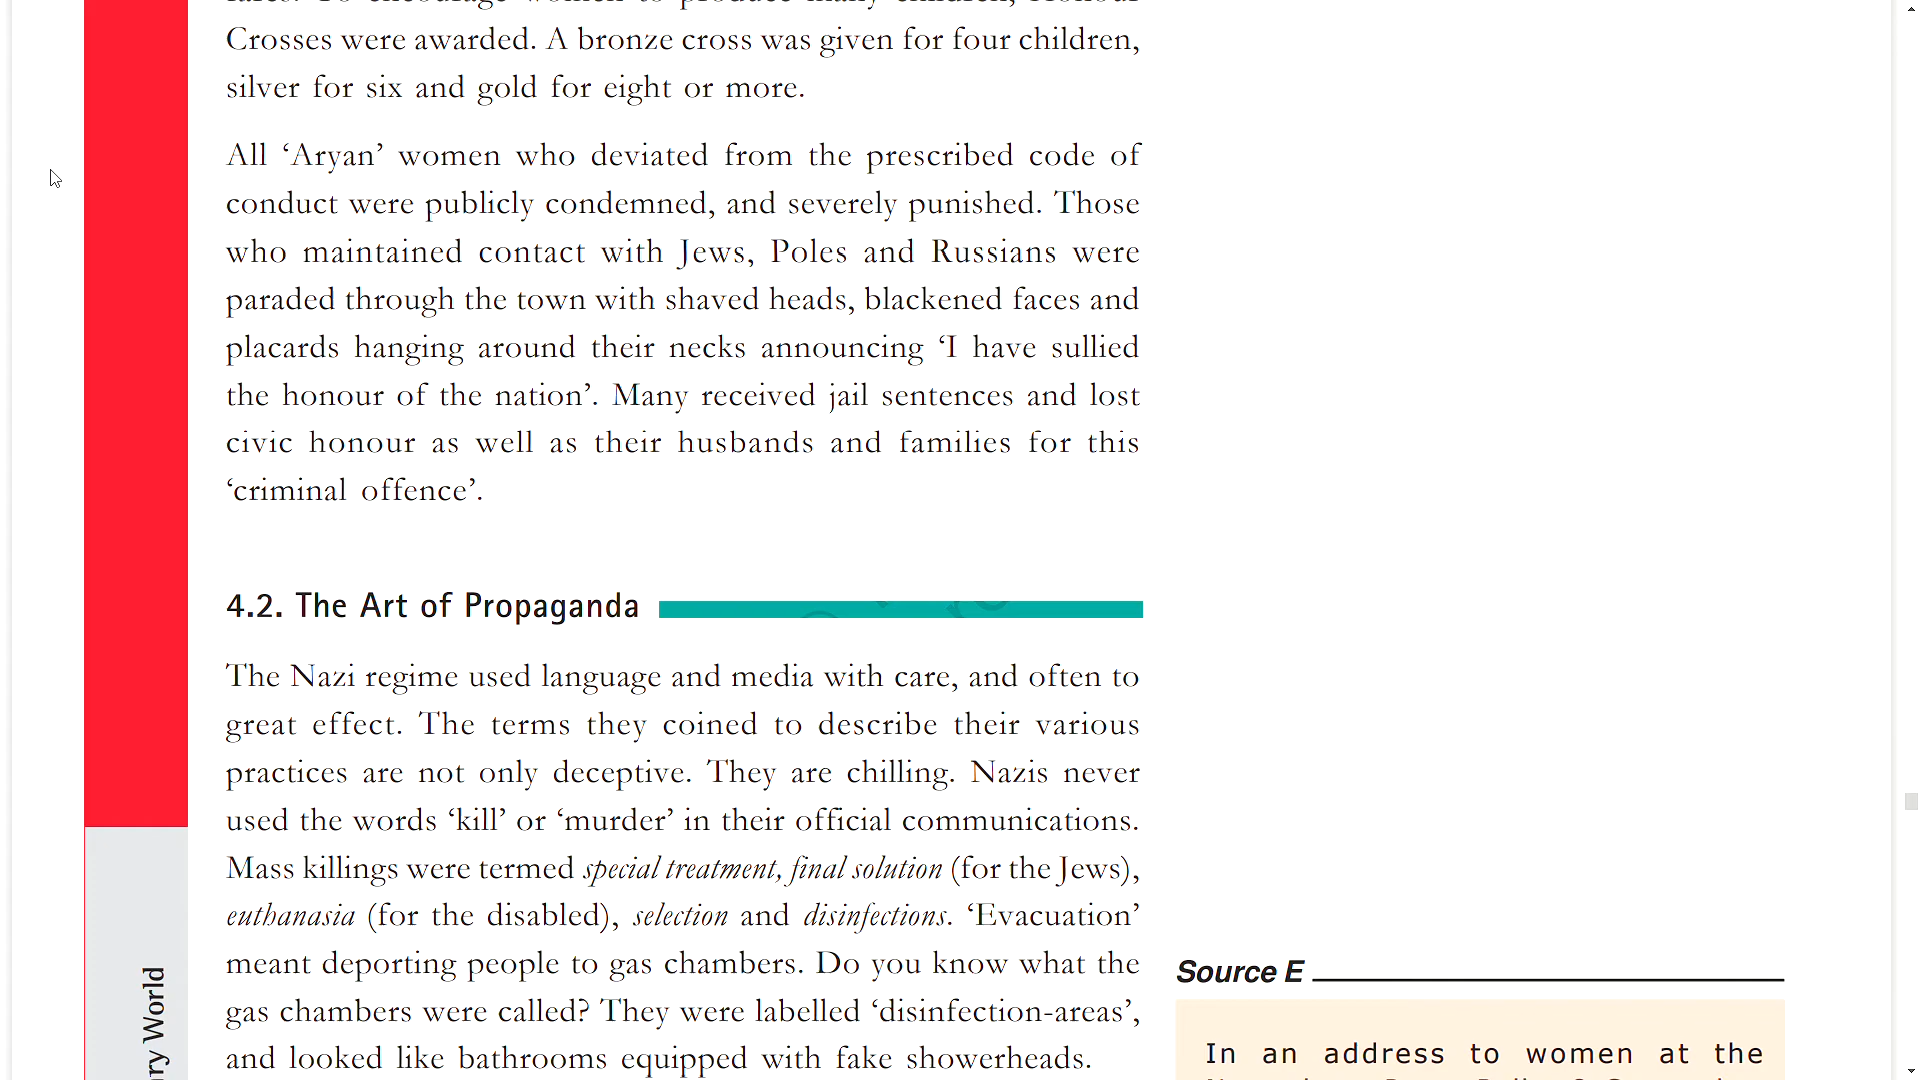 Crosses were awarded. A bronze cross was given for four children,
silver for six and gold for eight or more.
All ‘Aryan’ women who deviated from the prescribed code of
conduct were publicly condemned, and severely punished. Those
who maintained contact with Jews, Poles and Russians were
paraded through the town with shaved heads, blackened faces and
placards hanging around their necks announcing ‘I have sullied
the honour of the nation’. Many received jail sentences and lost
civic honour as well as their husbands and families for this
‘criminal offence’.
4.2. The Art of Propaganda
The Nazi regime used language and media with care, and often to
great effect. The terms they coined to describe their various
practices are not only deceptive. They are chilling. Nazis never
used the words ‘kill’ or ‘murder’ in their official communications.
Mass killings were termed special treatment, final solution (for the Jews),
euthanasia (for the disabled), selection and disinfections. ‘Evacuation’
meant deporting people to gas chambers. Do you know what the
gas chambers were called? They were labelled ‘disinfection-areas’,
and looked like bathrooms equipped with fake showerheads.
Source E
In an address to women at the
World